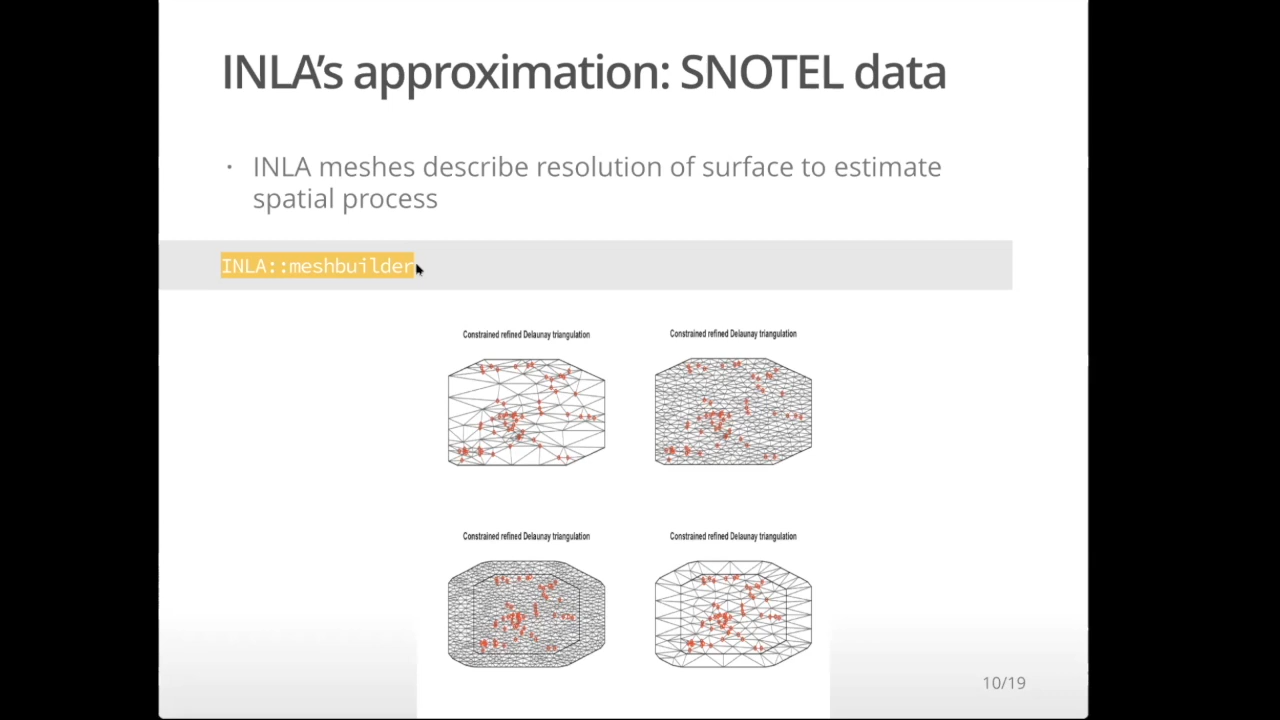 INLA's approximation: SNOTEL data
• INLA meshes describe resolution of surface to estimate
spatial process
INLA::meshbuilder
Constrained refined Delaunay triangulation
Constrained refined Delaunay triangulation
Constrained refined Delaunay triangulation
Constrained refined Delaunay triangulation
10/19